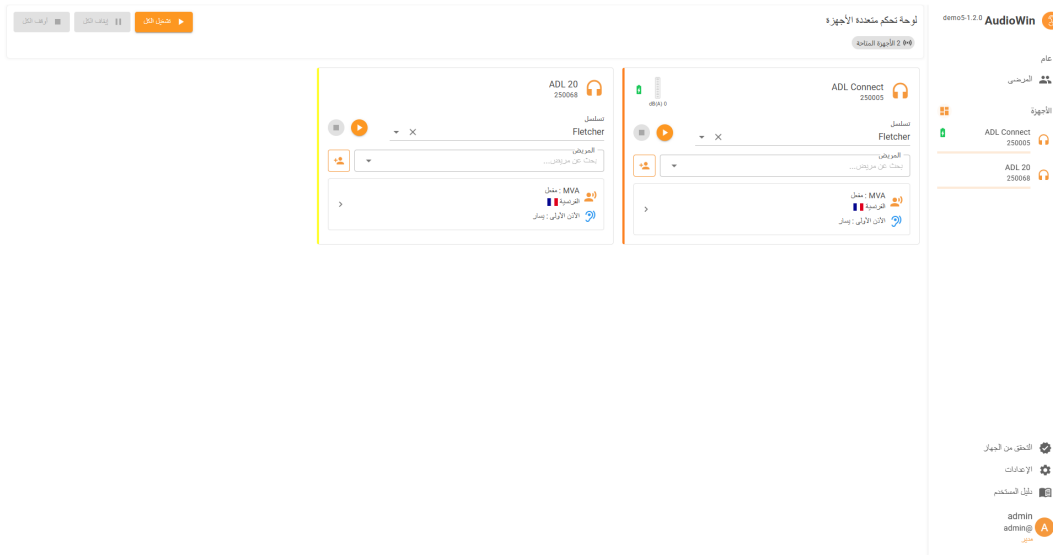 AudioWin demo5-1.2.0
عام
المرضى
الأجهزة
ADL Connect
250005
ADL 20
250068
التحقق من الجهاز
الإعدادات
دليل المستخدم
A
admin
admin@
مدير
لوحة تحكم متعددة الأجهزة
2 الأجهزة المتاحة
تشغيل الكل
إيقاف الكل
أوقف الكل
ADL Connect
250005
dB(A) 0
تسلسل
Fletcher
المريض
بحث عن مريض...
MVA : مفعل
الفرنسية
الأذن الأولى : يسار
ADL 20
250068
تسلسل
Fletcher
المريض
بحث عن مريض...
MVA : مفعل
الفرنسية
الأذن الأولى : يسار